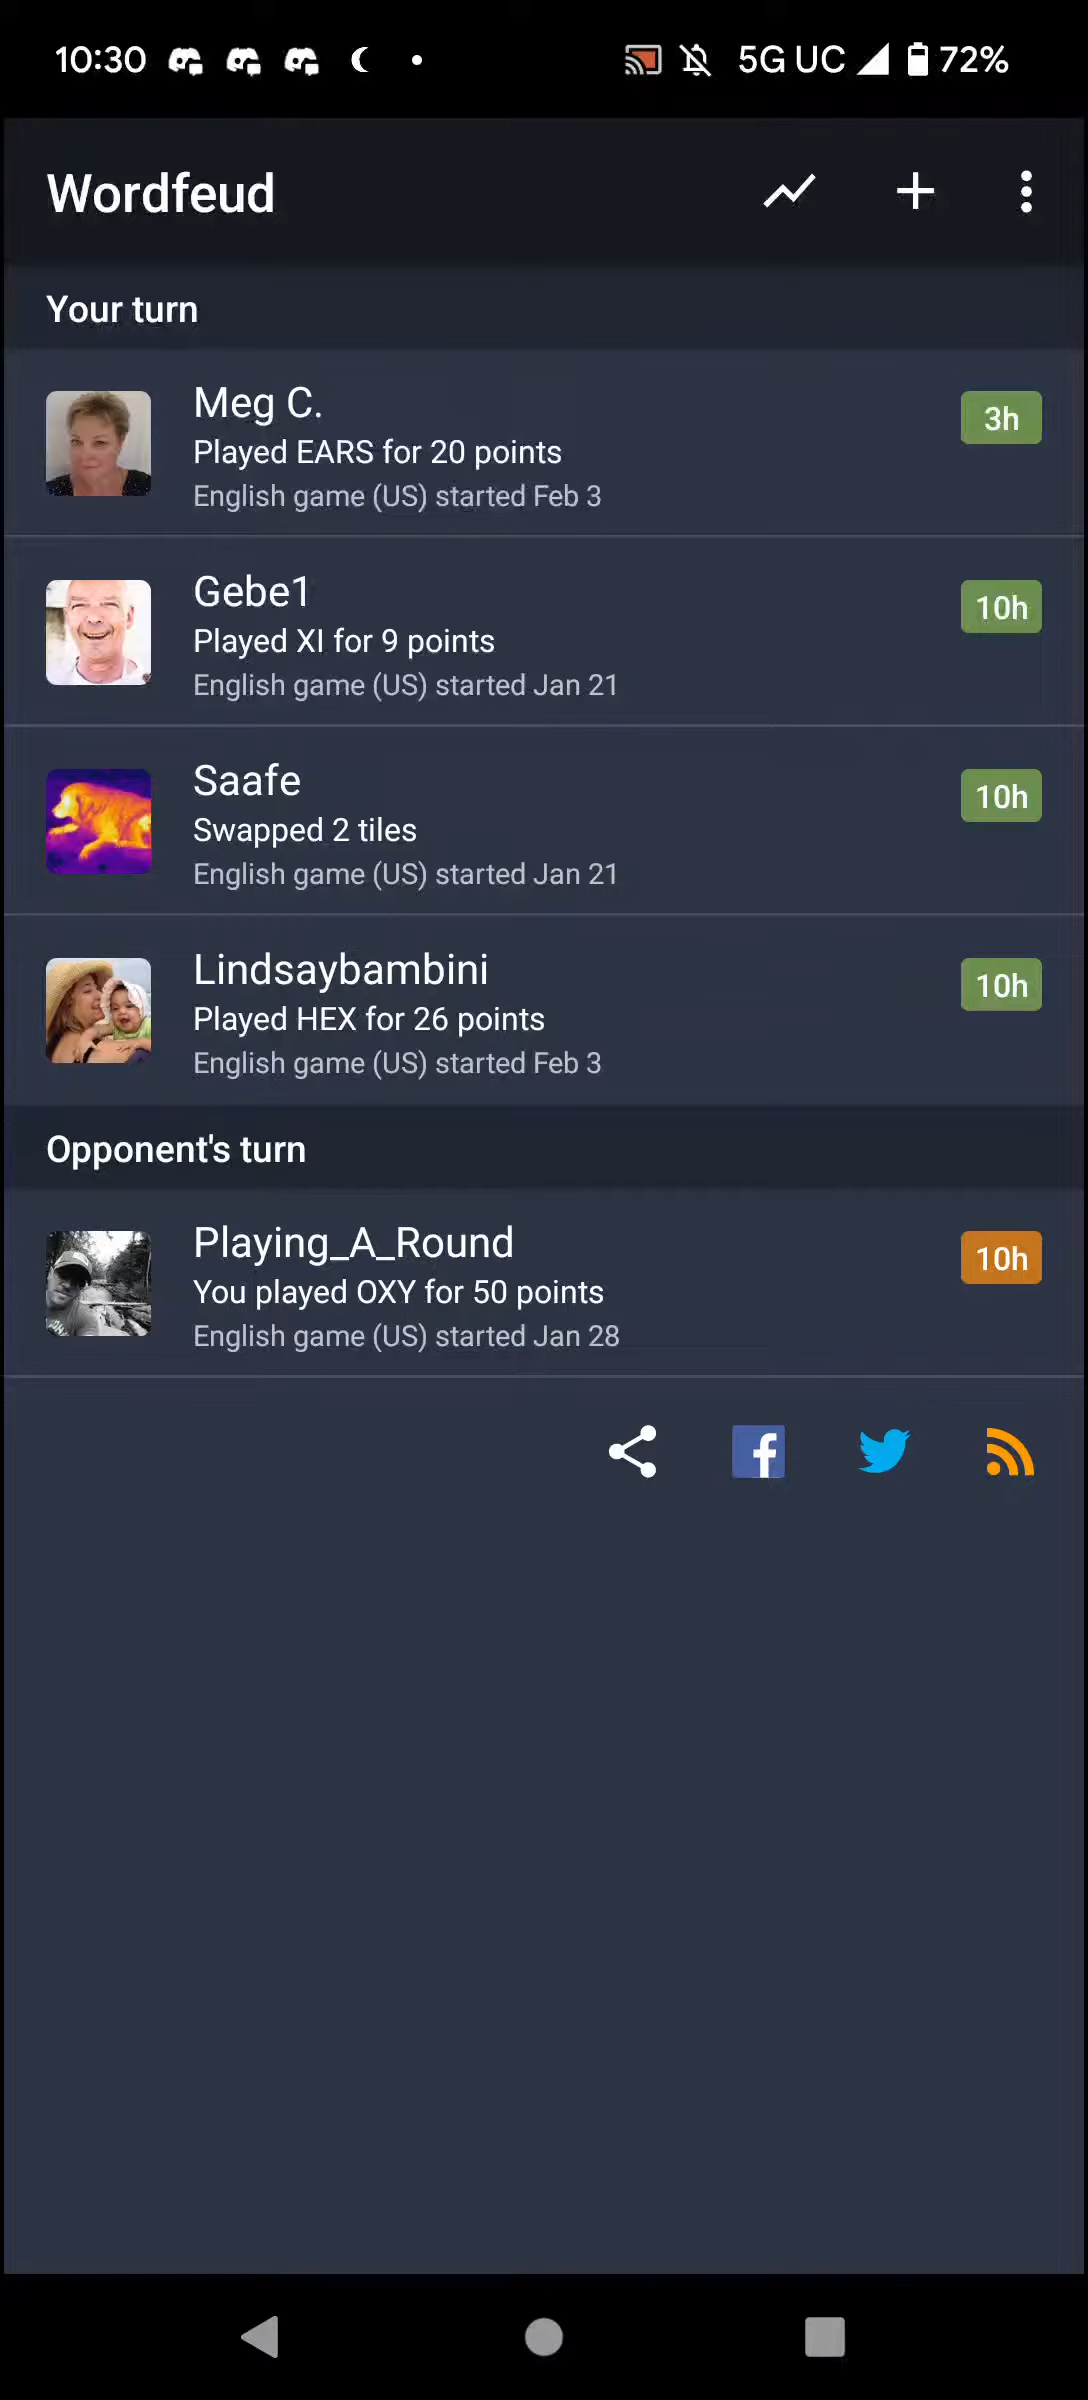 10:30 5G UC 72%
Wordfeud
Your turn
Meg C.
3h
Played EARS for 20 points
English game (US) started Feb 3
Gebe1
10h
Played XI for 9 points
English game (US) started Jan 21
Saafe
10h
Swapped 2 tiles
English game (US) started Jan 21
Lindsaybambini
10h
Played HEX for 26 points
English game (US) started Feb 3
Opponent's turn
Playing_A_Round
10h
You played OXY for 50 points
English game (US) started Jan 28